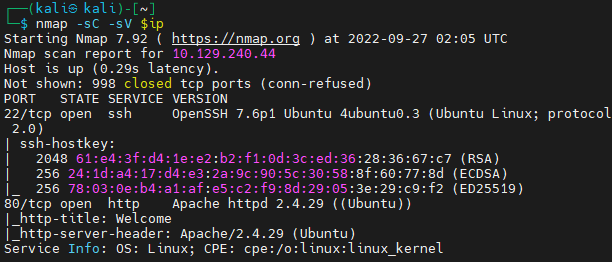 ┌──(kali㉿kali)-[~]
└─$ nmap -sC -sV $ip
Starting Nmap 7.92 ( https://nmap.org ) at 2022-09-27 02:05 UTC
Nmap scan report for 10.129.240.44
Host is up (0.29s latency).
Not shown: 998 closed tcp ports (conn-refused)
PORT   STATE SERVICE VERSION
22/tcp open  ssh     OpenSSH 7.6p1 Ubuntu 4ubuntu0.3 (Ubuntu Linux; protocol
 2.0)
| ssh-hostkey:
|   2048 61:e4:3f:d4:1e:e2:b2:f1:0d:3c:ed:36:28:36:67:c7 (RSA)
|   256 24:1d:a4:17:d4:e3:2a:9c:90:5c:30:58:8f:60:77:8d (ECDSA)
|_  256 78:03:0e:b4:a1:af:e5:c2:f9:8d:29:05:3e:29:c9:f2 (ED25519)
80/tcp open  http    Apache httpd 2.4.29 ((Ubuntu))
|_http-title: Welcome
|_http-server-header: Apache/2.4.29 (Ubuntu)
Service Info: OS: Linux; CPE: cpe:/o:linux:linux_kernel